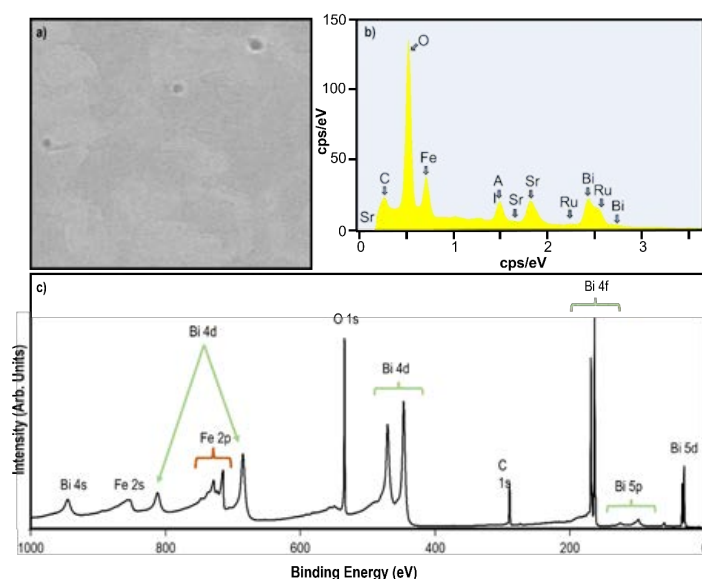 a)
b)
150
100
50
0
cps/eV
O
C
Fe
Sr
A
l
Sr
Sr
Ru
Bi
Ru
Bi
0
1
2
3
cps/eV
c)
Intensity (Arb. Units)
Bi 4s
Fe 2s
Bi 4d
Fe 2p
O 1s
Bi 4d
C
1s
Bi 4f
Bi 5p
Bi 5d
1000
800
600
400
200
Binding Energy (eV)